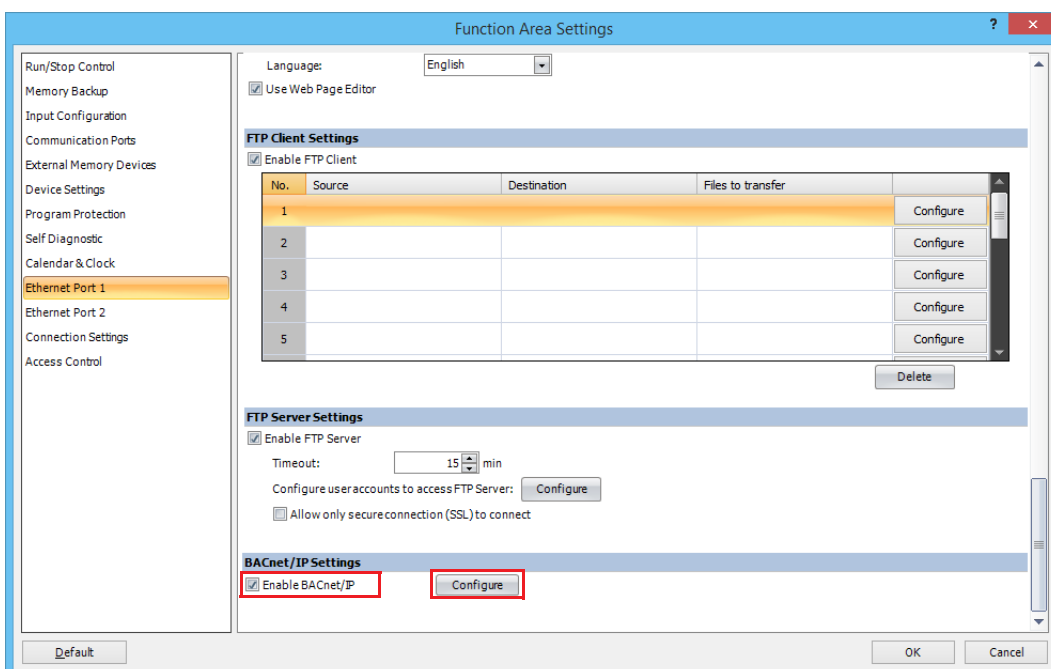 Function Area Settings
?
Run/Stop Control
Memory Backup
Input Configuration
Communication Ports
External Memory Devices
Device Settings
Program Protection
Self Diagnostic
Calendar & Clock
Ethernet Port 1
Ethernet Port 2
Connection Settings
Access Control
Language: English
Use Web Page Editor
FTP Client Settings
Enable FTP Client
No. Source Destination Files to transfer
1 Configure
2 Configure
3 Configure
4 Configure
5 Configure
Delete
FTP Server Settings
Enable FTP Server
Timeout: 15 min
Configure user accounts to access FTP Server: Configure
Allow only secure connection (SSL) to connect
BACnet/IP Settings
Enable BACnet/IP Configure
Default OK Cancel